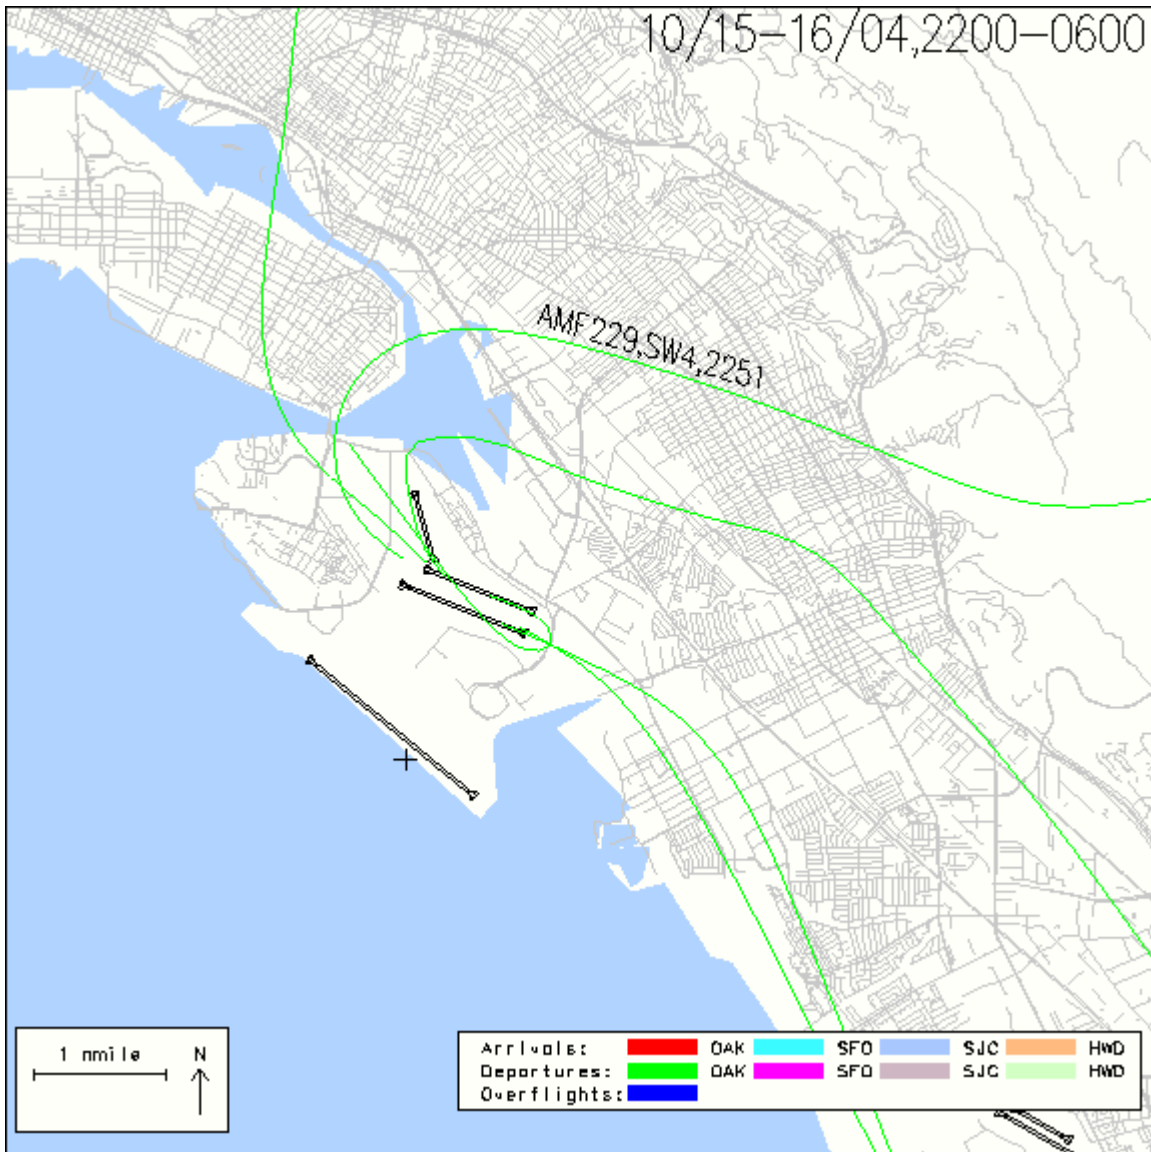 10/15-16/04,2200-0600
AMF229,SW4,2251
1 nmile N
Arrivals: OAK SFO SJC HWD
Departures: OAK SFO SJC HWD
Overflights: